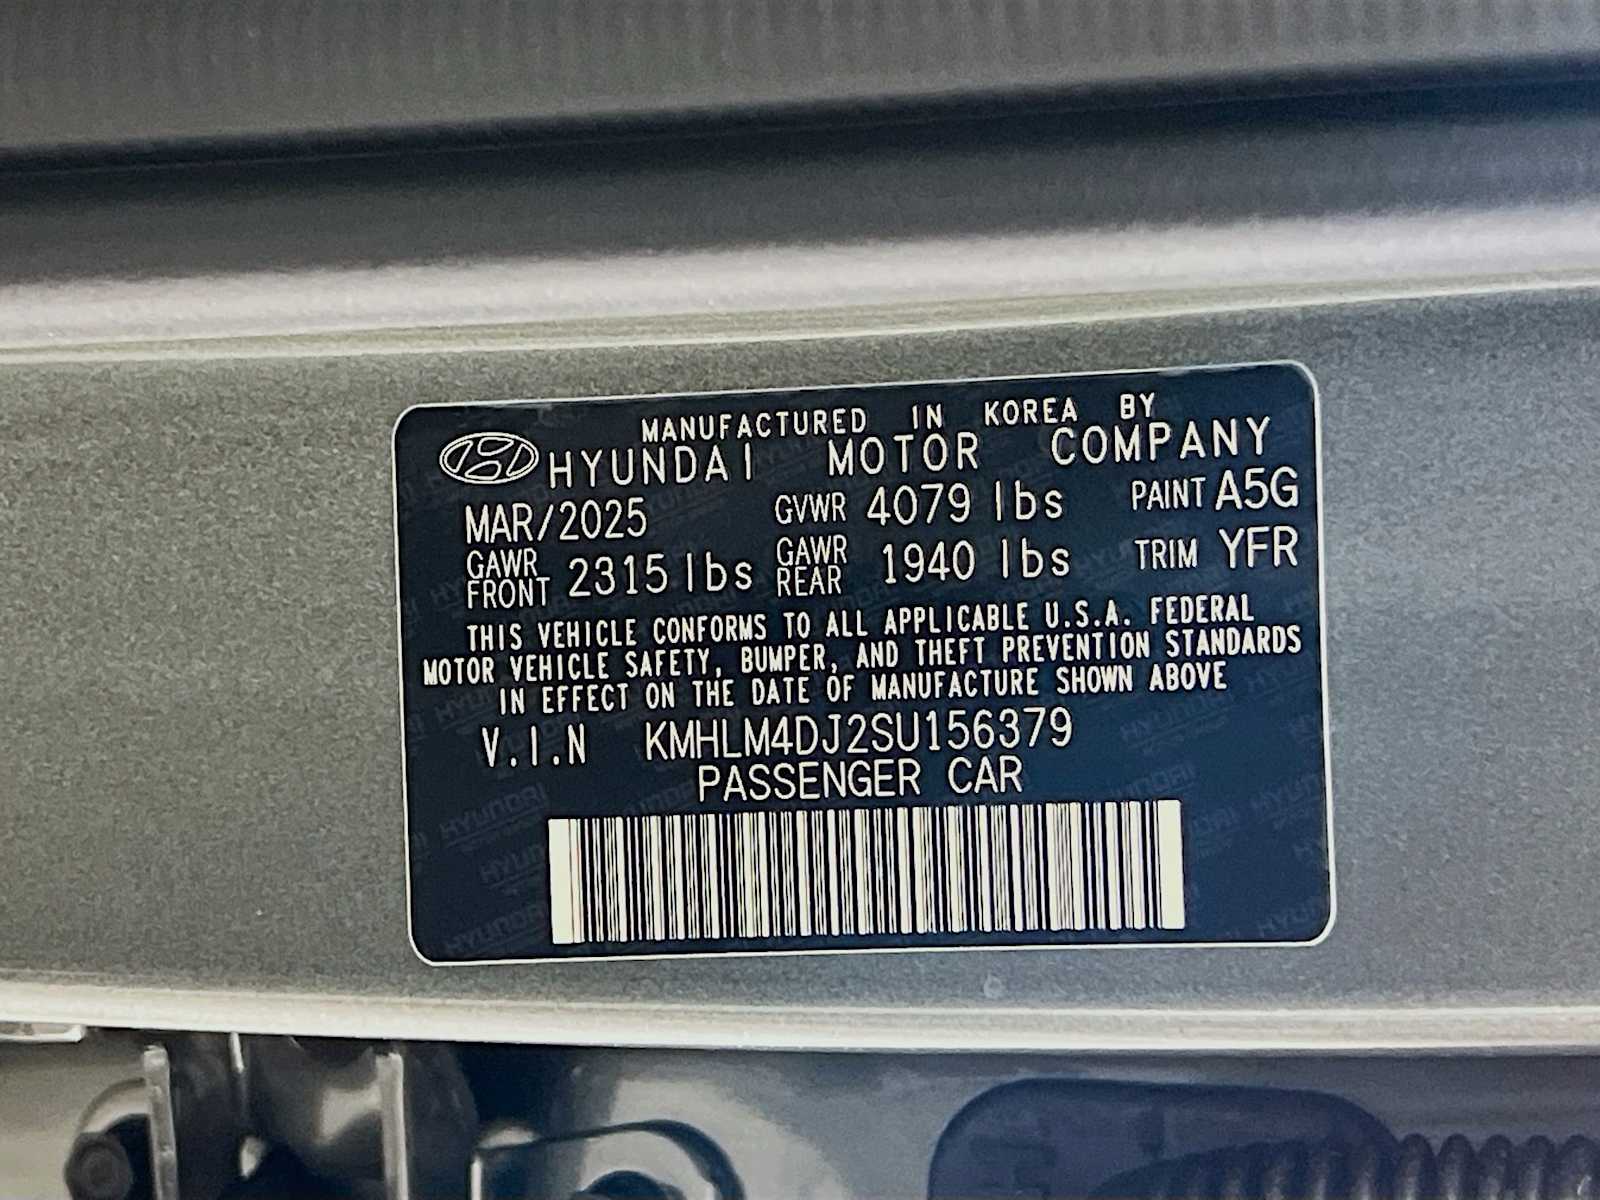 MANUFACTURED IN KOREA BY
HYUNDAI MOTOR COMPANY
MAR/2025 GVWR 4079 lbs PAINT A5G
GAWR FRONT 2315 lbs GAWR REAR 1940 lbs TRIM YFR
THIS VEHICLE CONFORMS TO ALL APPLICABLE U.S.A. FEDERAL
MOTOR VEHICLE SAFETY, BUMPER, AND THEFT PREVENTION STANDARDS
IN EFFECT ON THE DATE OF MANUFACTURE SHOWN ABOVE
V.I.N KMHLM4DJ2SU156379
PASSENGER CAR